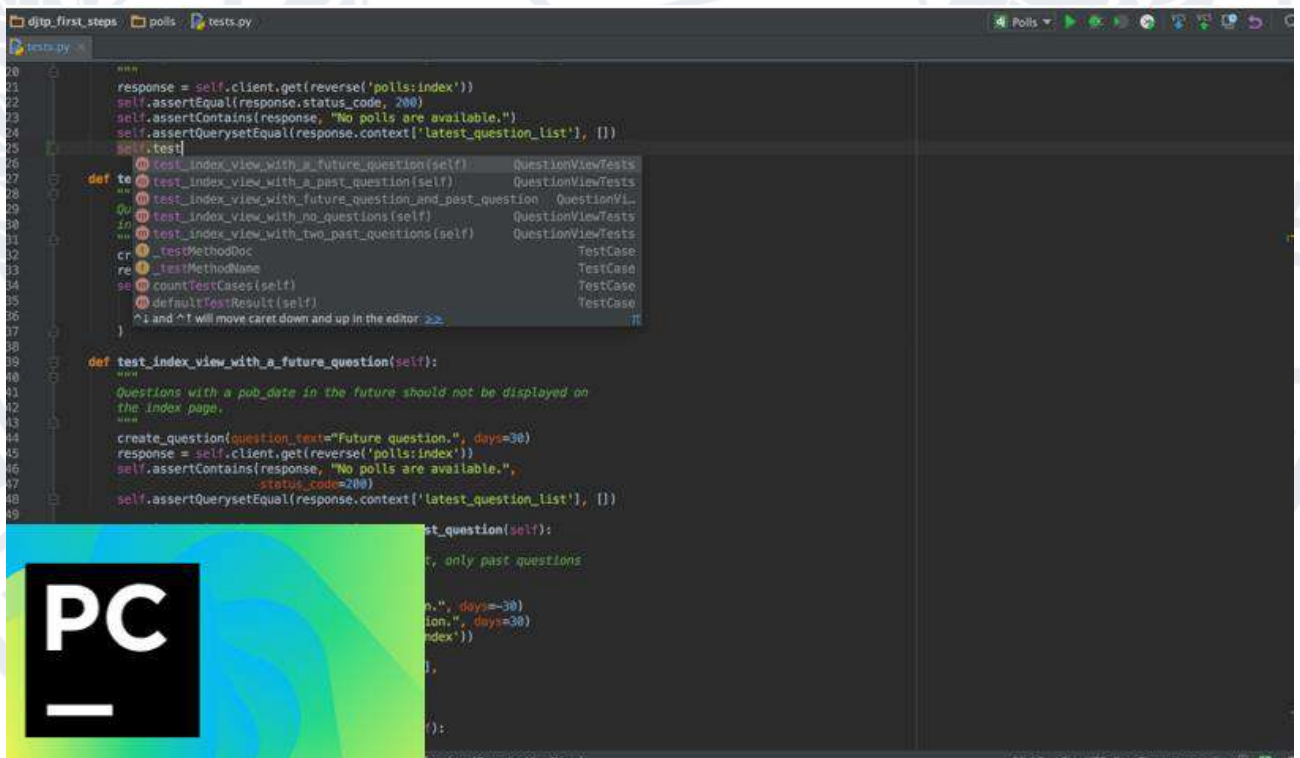 djtp_first_steps polls tests.py Polls
tests.py
20 """
21 response = self.client.get(reverse('polls:index'))
22 self.assertEqual(response.status_code, 200)
23 self.assertContains(response, "No polls are available.")
24 self.assertQuerysetEqual(response.context['latest_question_list'], [])
25 self.test
26 m test_index_view_with_a_future_question(self) QuestionViewTests
27 def te m test_index_view_with_a_past_question(self) QuestionViewTests
28 "" m test_index_view_with_future_question_and_past_question QuestionVi…
29 Qu m test_index_view_with_no_questions(self) QuestionViewTests
30 in m test_index_view_with_two_past_questions(self) QuestionViewTests
31 ""
32 cr f _testMethodDoc TestCase
33 re f _testMethodName TestCase
34 se m countTestCases(self) TestCase
35 m defaultTestResult(self) TestCase
36 ^↓ and ^↑ will move caret down and up in the editor >> π
37 )
38
39 def test_index_view_with_a_future_question(self):
40 """
41 Questions with a pub_date in the future should not be displayed on
42 the index page.
43 """
44 create_question(question_text="Future question.", days=30)
45 response = self.client.get(reverse('polls:index'))
46 self.assertContains(response, "No polls are available.",
47 status_code=200)
48 self.assertQuerysetEqual(response.context['latest_question_list'], [])
49
st_question(self):
t, only past questions
n.", days=-30)
ion.", days=30)
ndex'))
],
f):
PC